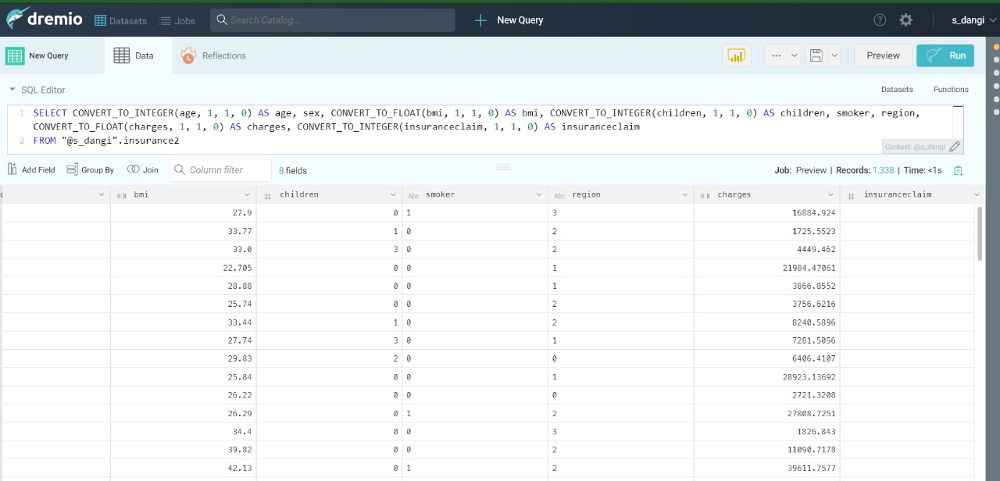 dremio Datasets Jobs Search Catalog... New Query s_dangi
New Query Data Reflections ... Preview Run
SQL Editor Datasets Functions
1 SELECT CONVERT_TO_INTEGER(age, 1, 1, 0) AS age, sex, CONVERT_TO_FLOAT(bmi, 1, 1, 0) AS bmi, CONVERT_TO_INTEGER(children, 1, 1, 0) AS children, smoker, region,
CONVERT_TO_FLOAT(charges, 1, 1, 0) AS charges, CONVERT_TO_INTEGER(insuranceclaim, 1, 1, 0) AS insuranceclaim
2 FROM "@s_dangi".insurance2
Context: @s_dangi
Add Field Group By Join Column filter 8 fields Job: Preview | Records: 1,338 | Time: <1s
#.# bmi # children Abc smoker Abc region #.# charges # insuranceclaim
27.9 0 1 3 16884.924
33.77 1 0 2 1725.5523
33.0 3 0 2 4449.462
22.705 0 0 1 21984.47061
28.88 0 0 1 3866.8552
25.74 0 0 2 3756.6216
33.44 1 0 2 8240.5896
27.74 3 0 1 7281.5056
29.83 2 0 0 6406.4107
25.84 0 0 1 28923.13692
26.22 0 0 0 2721.3208
26.29 0 1 2 27808.7251
34.4 0 0 3 1826.843
39.82 0 0 2 11090.7178
42.13 0 1 2 39611.7577